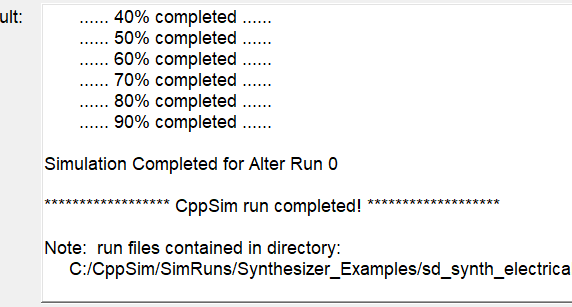 ult:
...... 40% completed ......
...... 50% completed ......
...... 60% completed ......
...... 70% completed ......
...... 80% completed ......
...... 90% completed ......
Simulation Completed for Alter Run 0
****************** CppSim run completed! *******************
Note:  run files contained in directory:
C:/CppSim/SimRuns/Synthesizer_Examples/sd_synth_electrica